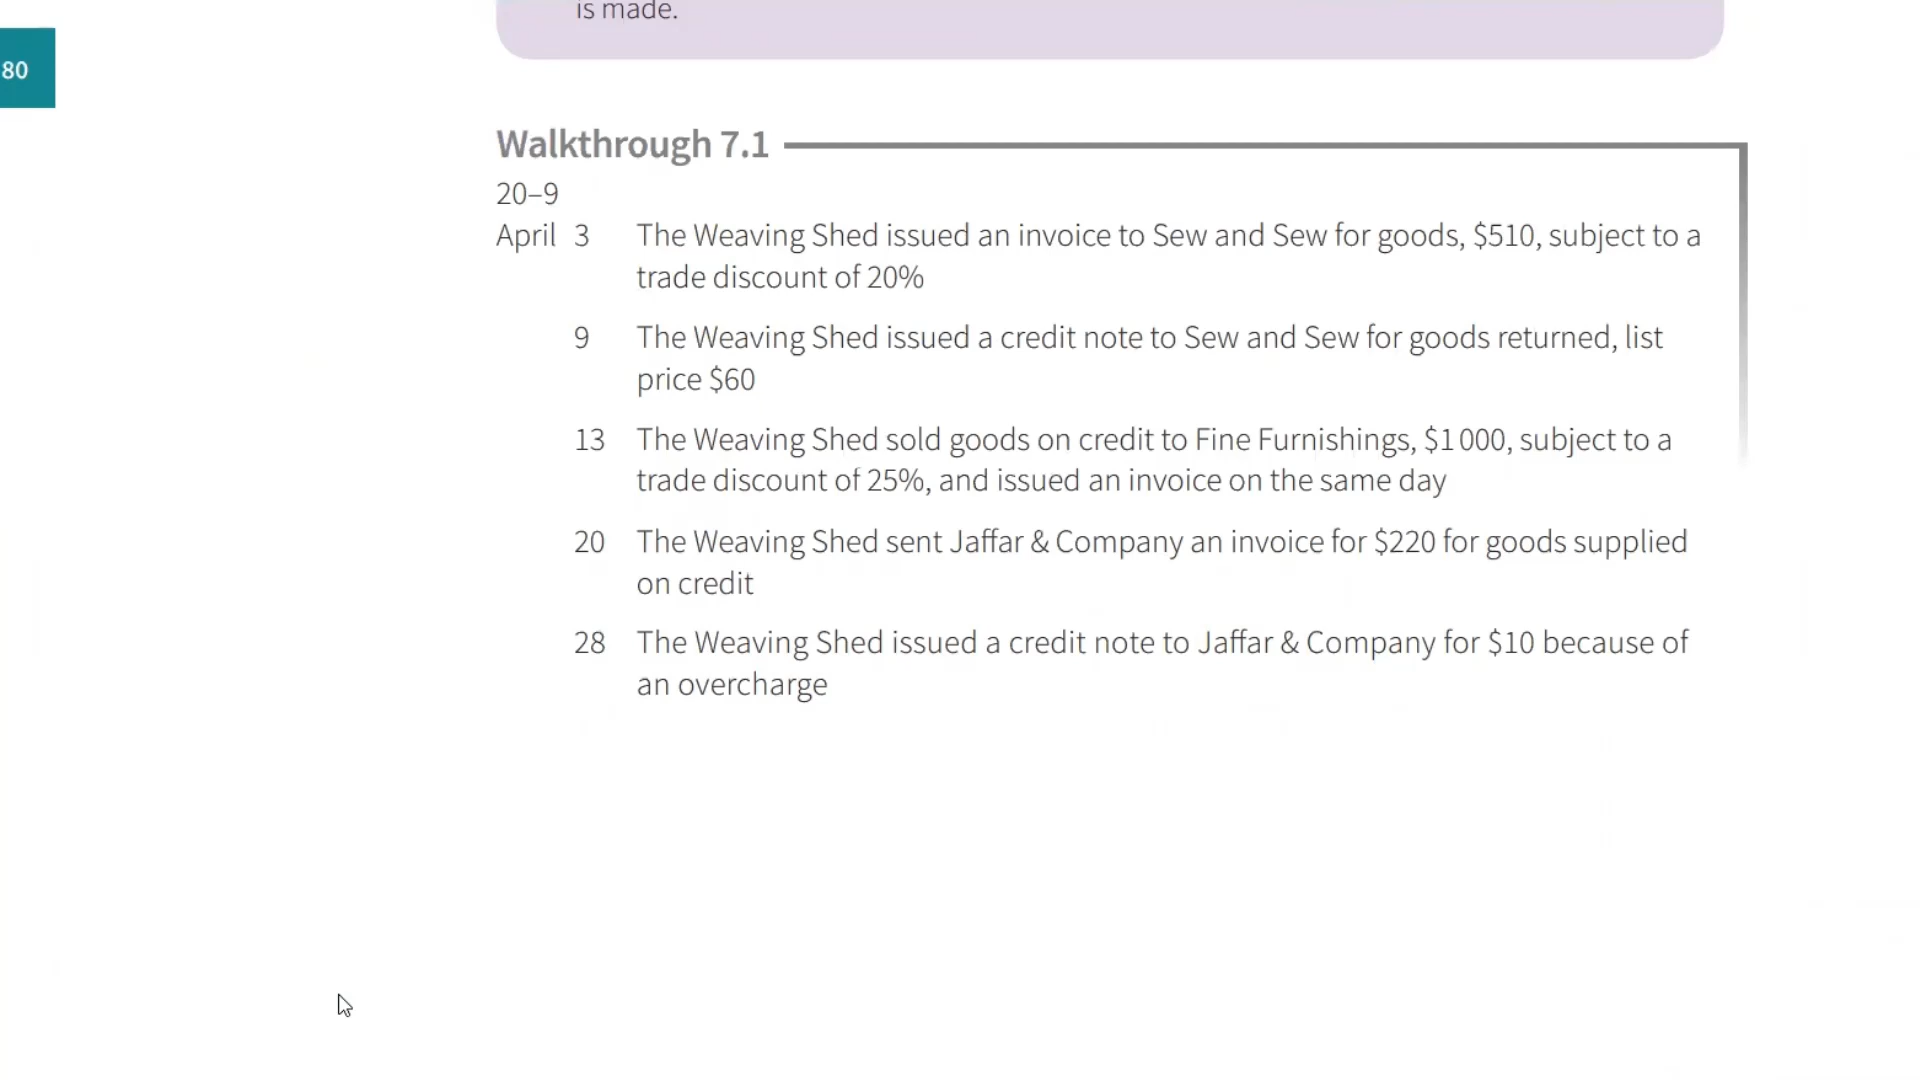 is made.
80
Walkthrough 7.1
20–9
April 3 The Weaving Shed issued an invoice to Sew and Sew for goods, $510, subject to a
trade discount of 20%
9 The Weaving Shed issued a credit note to Sew and Sew for goods returned, list
price $60
13 The Weaving Shed sold goods on credit to Fine Furnishings, $1 000, subject to a
trade discount of 25%, and issued an invoice on the same day
20 The Weaving Shed sent Jaffar & Company an invoice for $220 for goods supplied
on credit
28 The Weaving Shed issued a credit note to Jaffar & Company for $10 because of
an overcharge